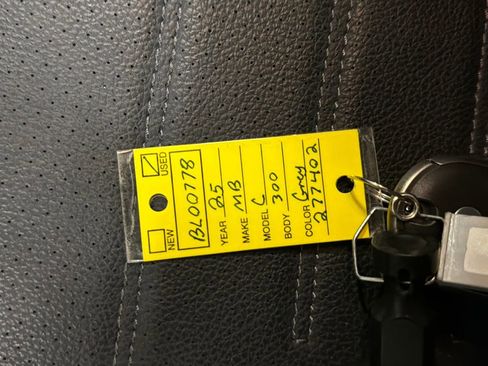 NEW USED
BL00778
YEAR 25
MAKE MB
MODEL C
BODY 300
COLOR Grey
277402